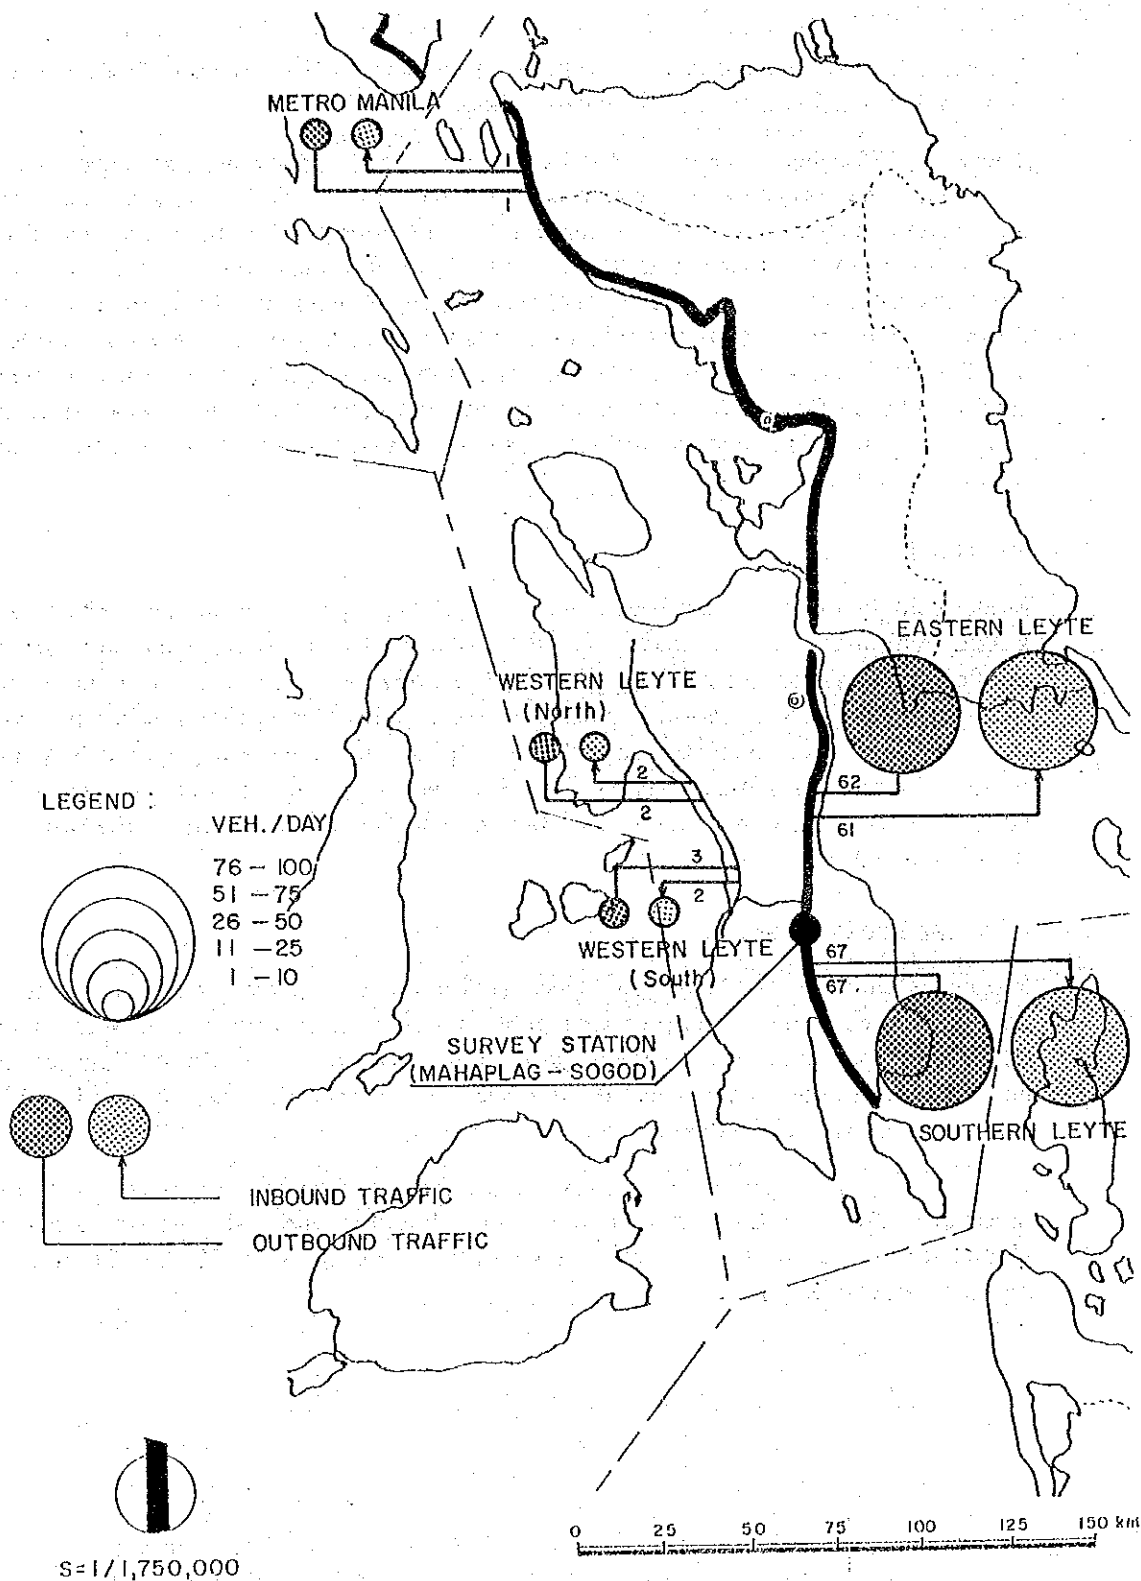 METRO MANILA
EASTERN LEYTE
WESTERN LEYTE
(North)
2
2
62
61
LEGEND :
VEH./DAY
76 – 100
51 – 75
26 – 50
11 – 25
1 – 10
3
2
WESTERN LEYTE
(South)
67
67
SURVEY STATION
(MAHAPLAG – SOGOD)
SOUTHERN LEYTE
INBOUND TRAFFIC
OUTBOUND TRAFFIC
0 25 50 75 100 125 150 km
S=1/1,750,000